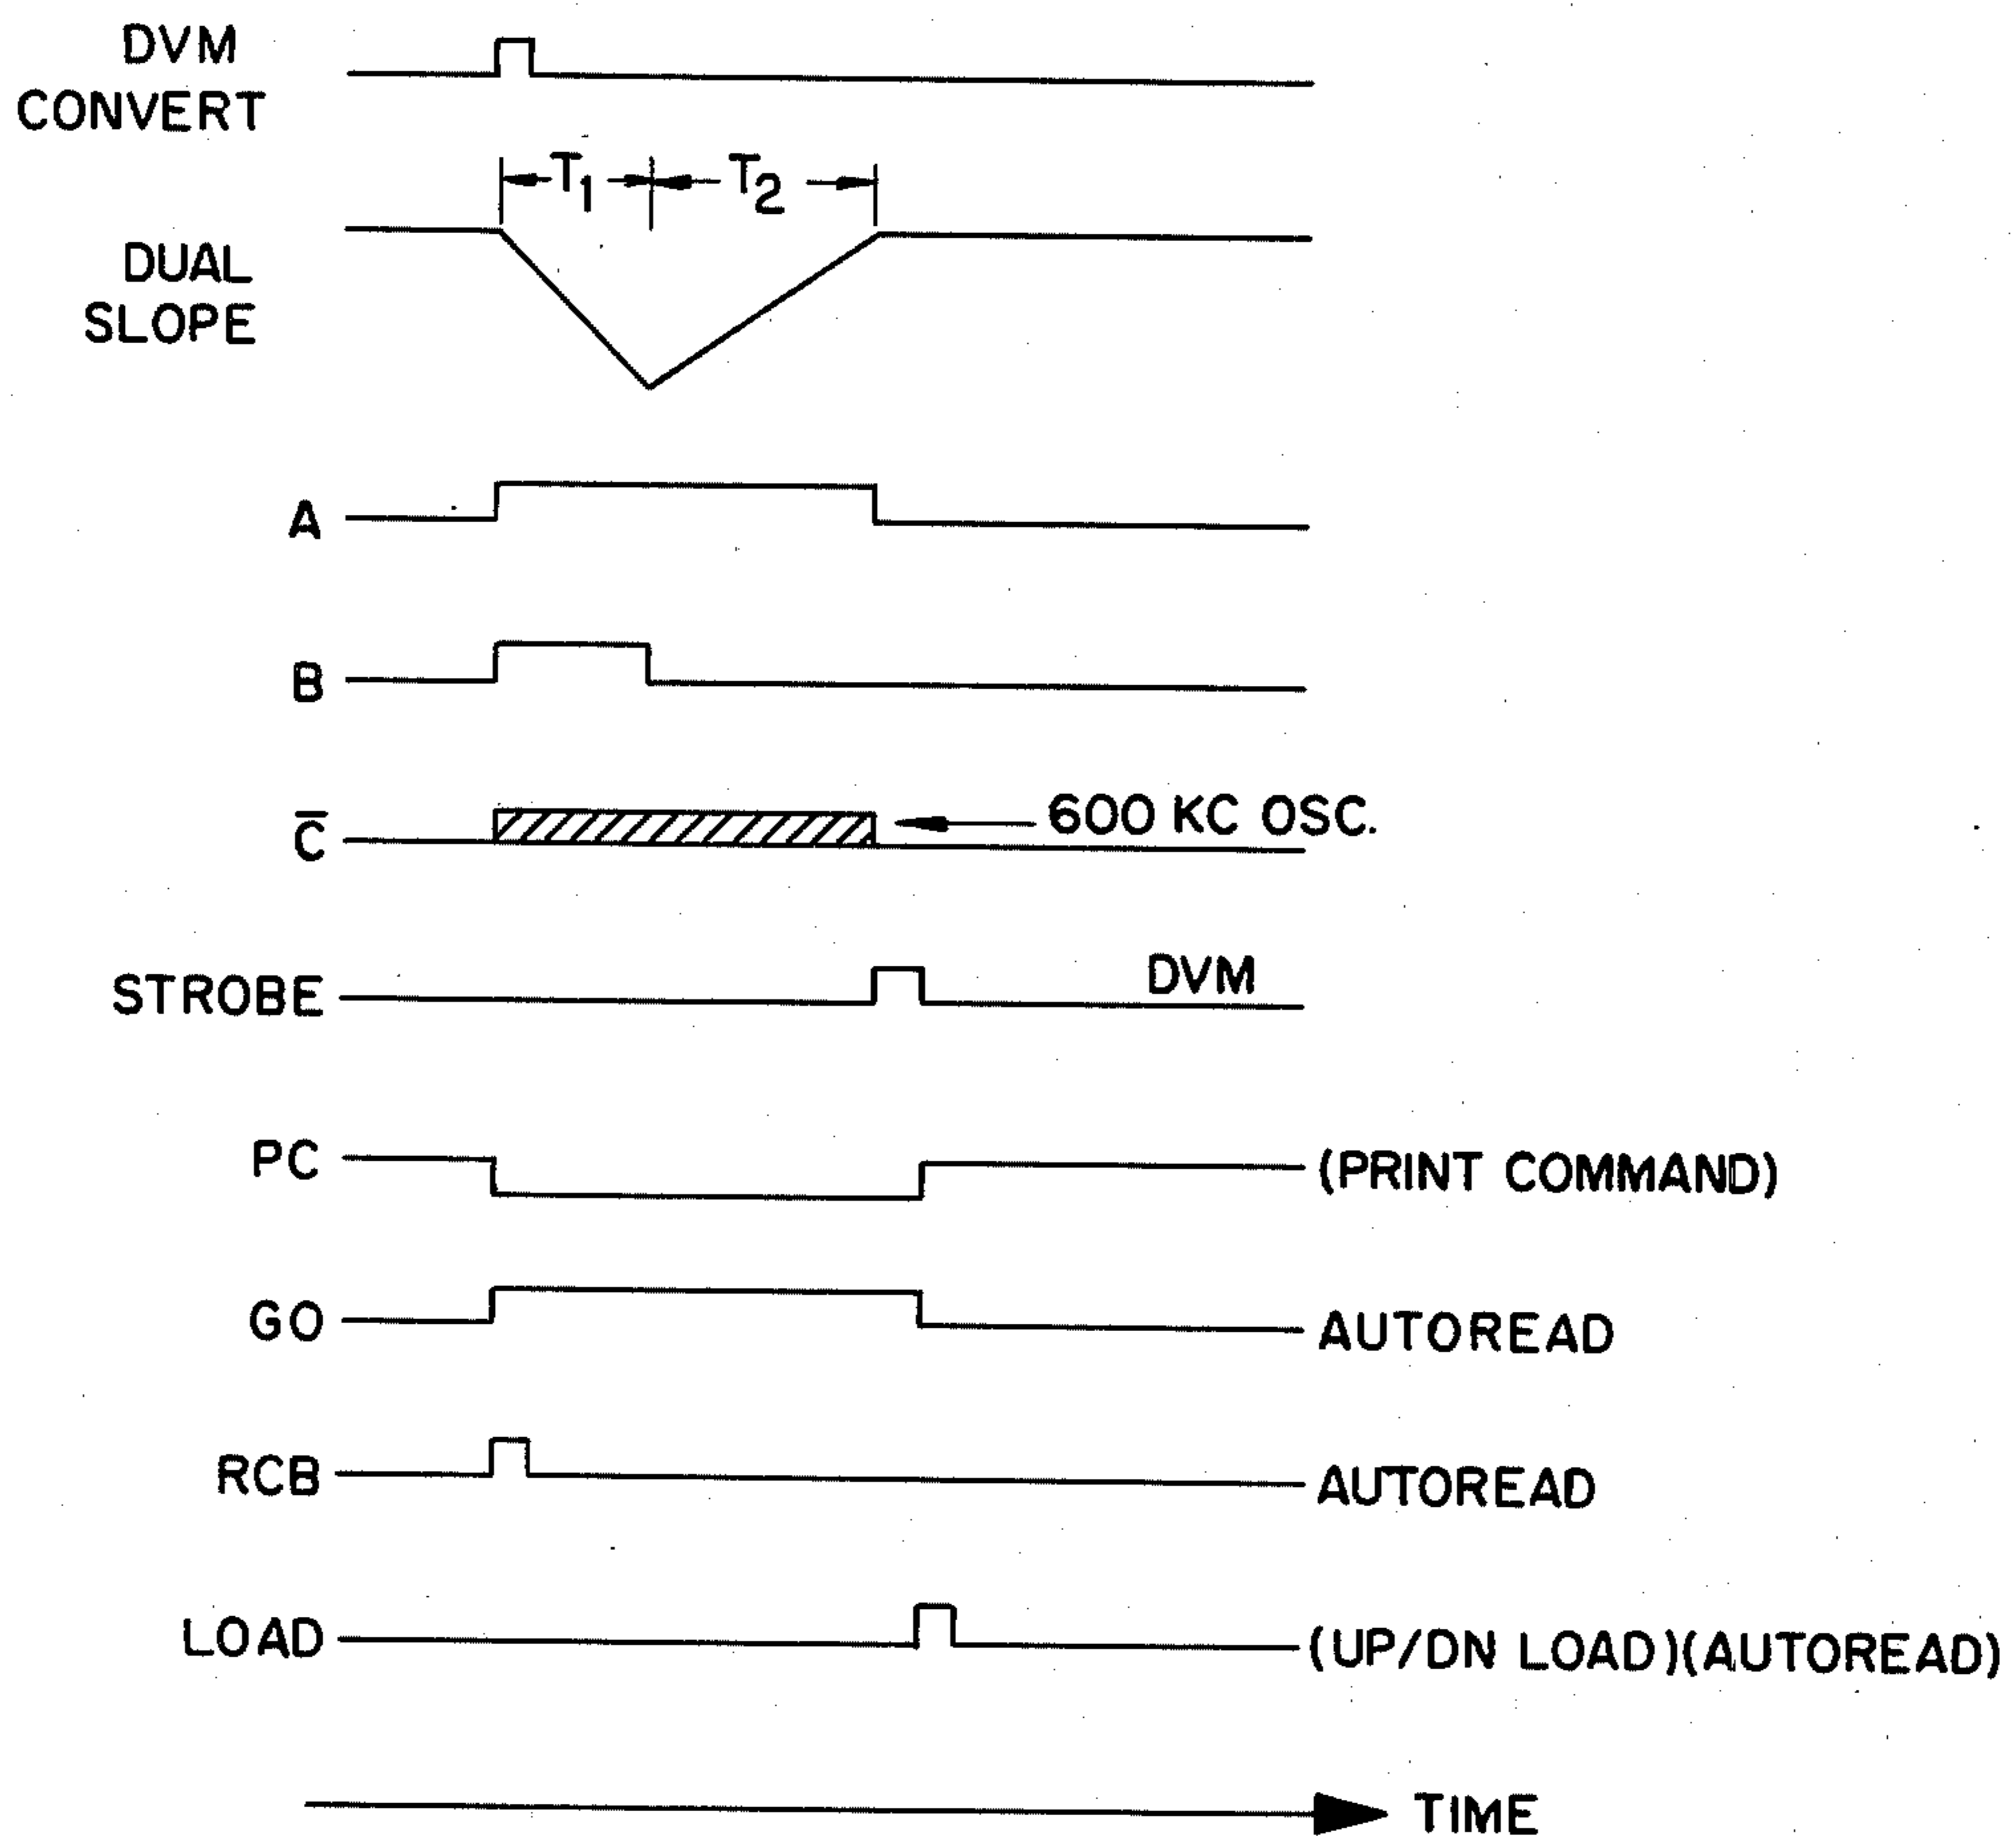 DVM
CONVERT
T1 T2
DUAL
SLOPE
A
B
C̅ 600 KC OSC.
STROBE DVM
PC (PRINT COMMAND)
GO AUTOREAD
RCB AUTOREAD
LOAD (UP/DN LOAD)(AUTOREAD)
TIME